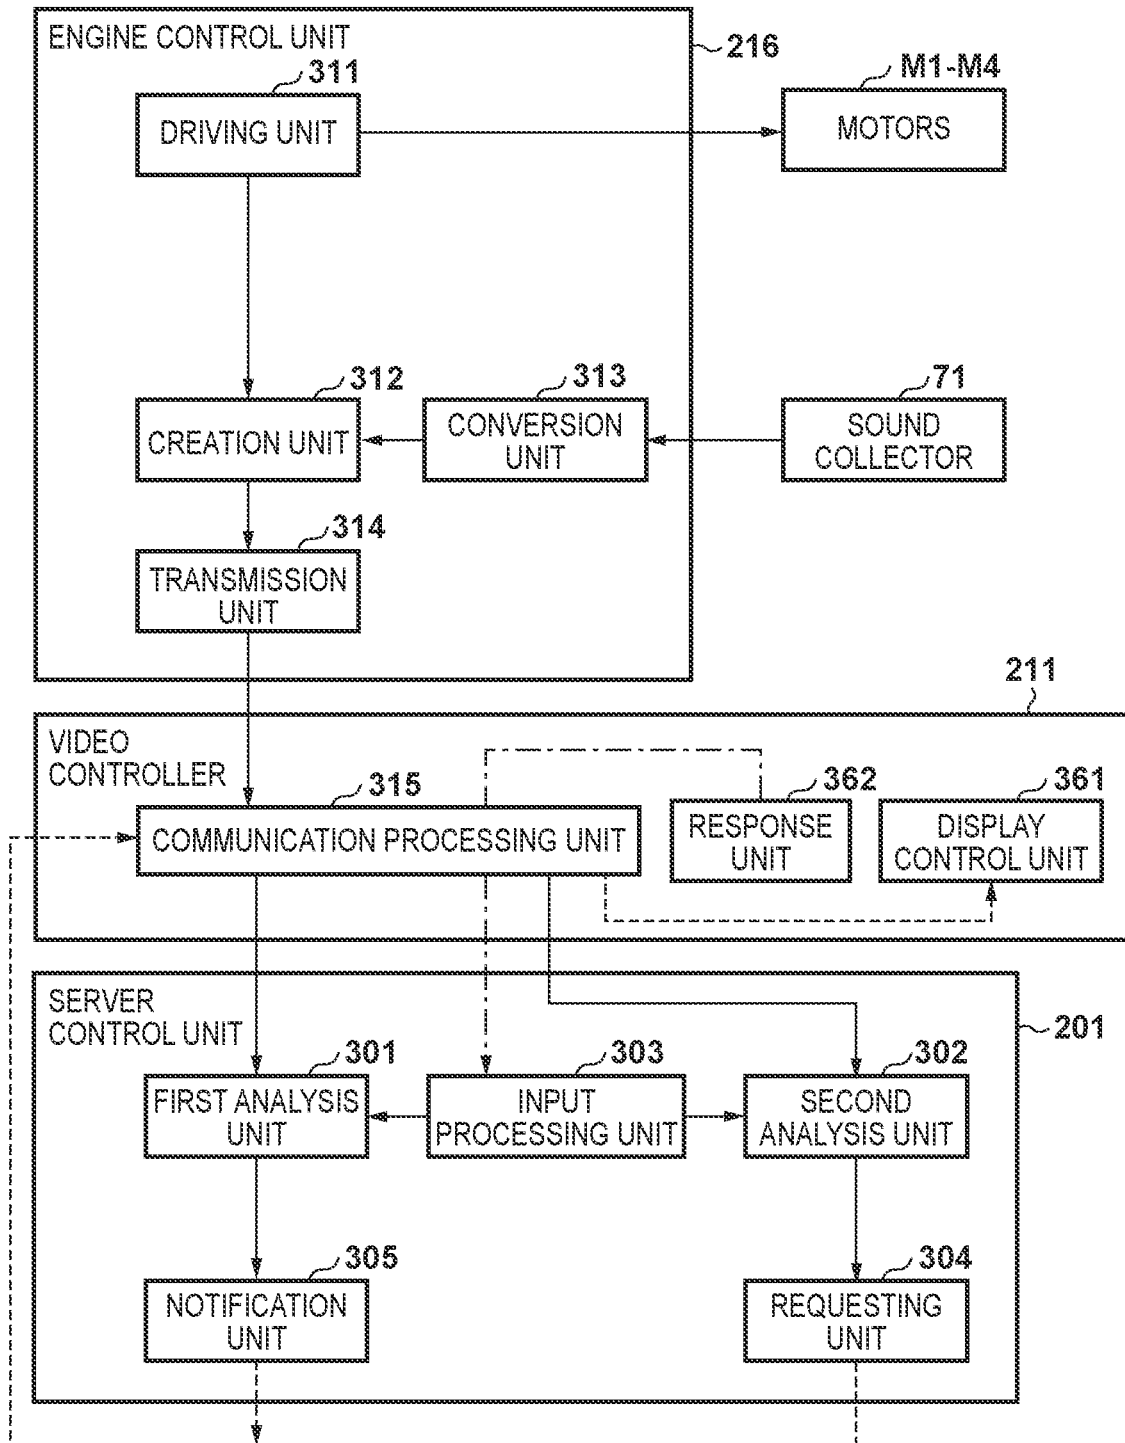 ENGINE CONTROL UNIT
216
311
DRIVING UNIT
M1-M4
MOTORS
312
CREATION UNIT
313
CONVERSION
UNIT
71
SOUND
COLLECTOR
314
TRANSMISSION
UNIT
211
VIDEO
CONTROLLER
315
COMMUNICATION PROCESSING UNIT
362
RESPONSE
UNIT
361
DISPLAY
CONTROL UNIT
SERVER
CONTROL UNIT
201
301
FIRST ANALYSIS
UNIT
303
INPUT
PROCESSING UNIT
302
SECOND
ANALYSIS UNIT
305
NOTIFICATION
UNIT
304
REQUESTING
UNIT